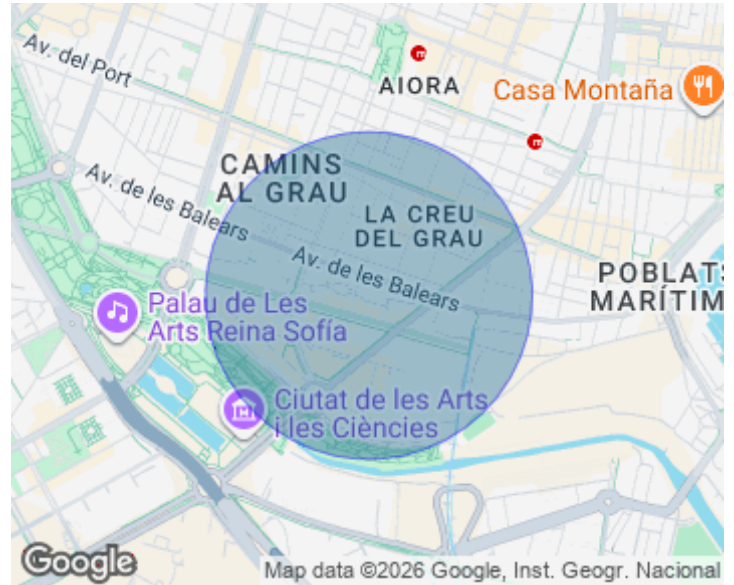 Av. del Port
AIORA
Casa Montaña
CAMINS
AL GRAU
Av. de les Balears
LA CREU
DEL GRAU
Av. de les Balears
POBLATS
MARÍTIM
Palau de Les
Arts Reina Sofía
Ciutat de les Arts
i les Ciències
Google
Map data ©2026 Google, Inst. Geogr. Nacional